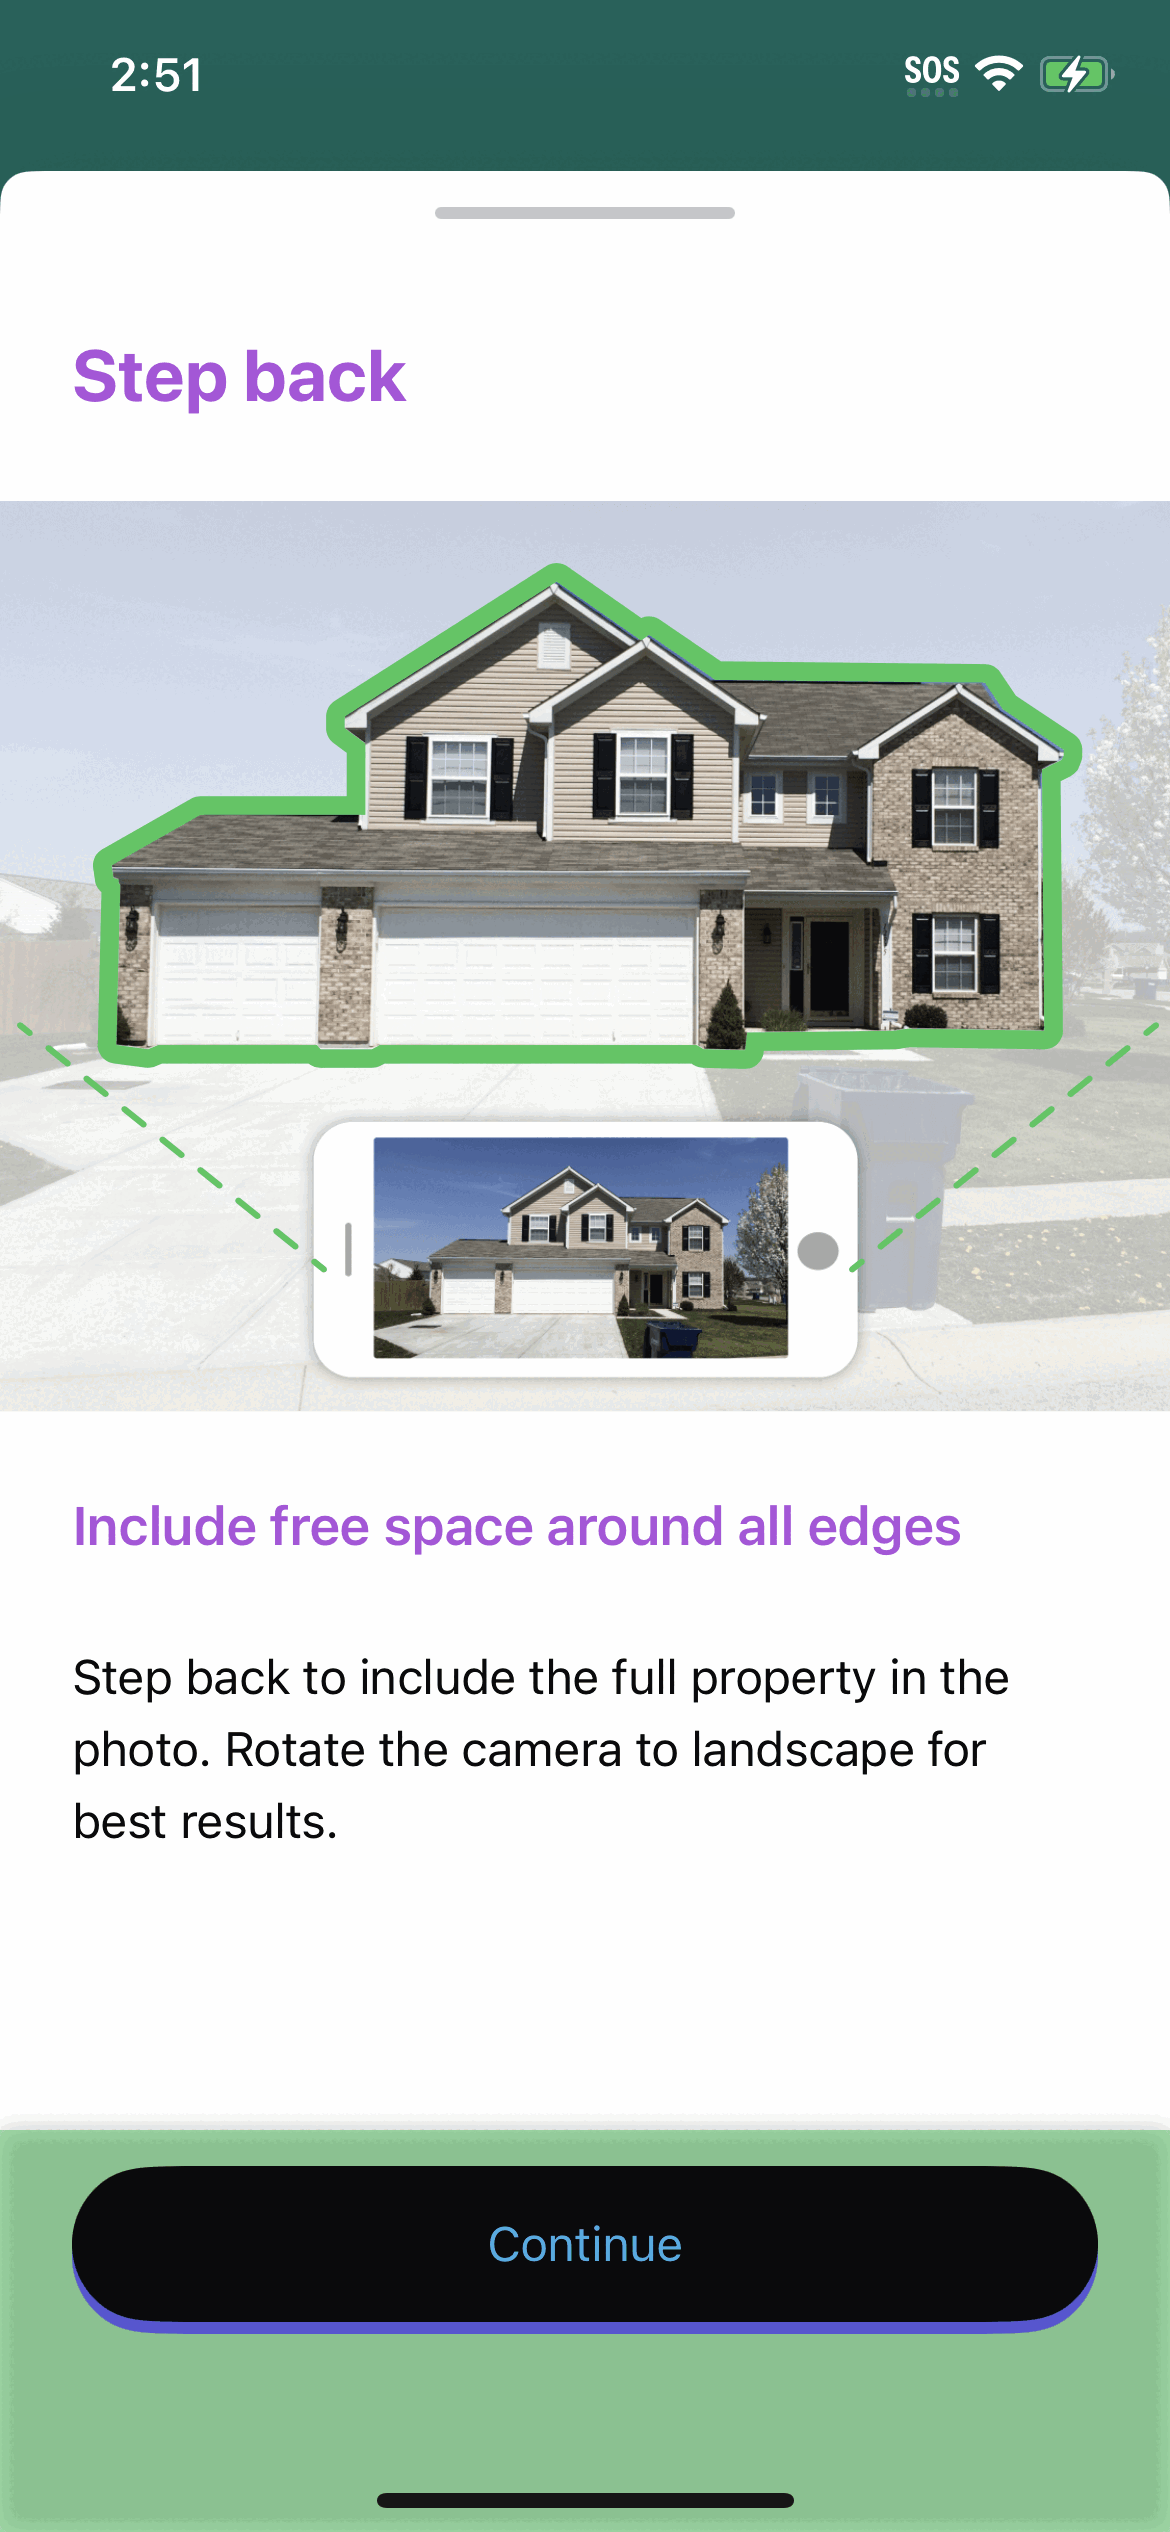 2:51
SOS
Step back
Include free space around all edges
Step back to include the full property in the
photo. Rotate the camera to landscape for
best results.
Continue